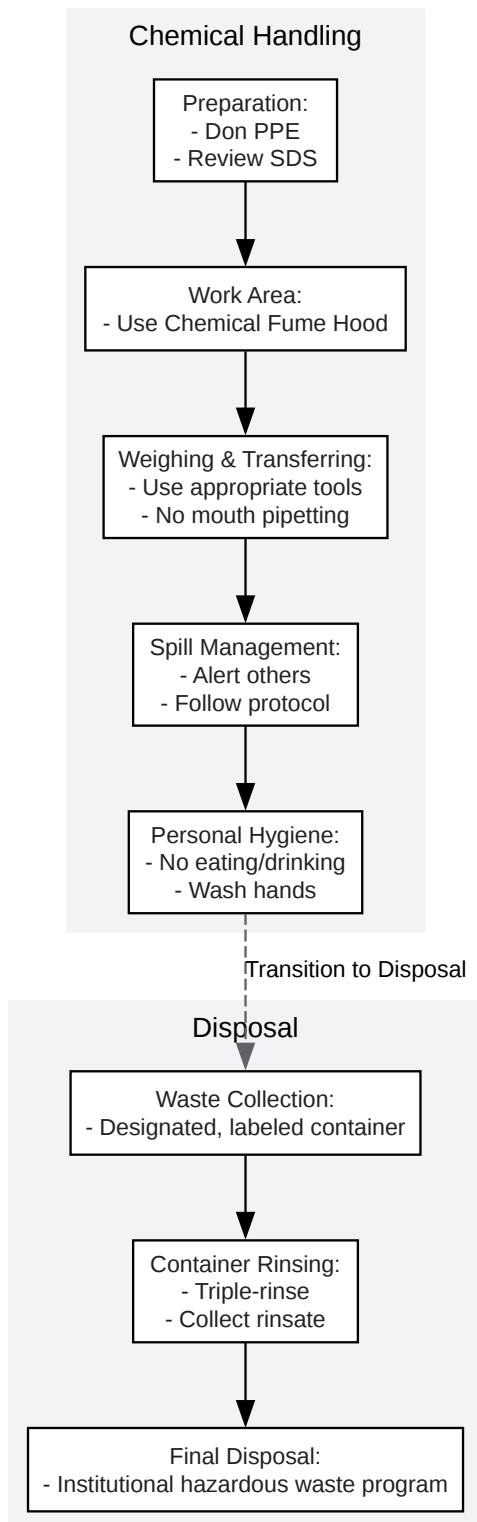 Chemical Handling
Preparation:
- Don PPE
- Review SDS
Work Area:
- Use Chemical Fume Hood
Weighing & Transferring:
- Use appropriate tools
- No mouth pipetting
Spill Management:
- Alert others
- Follow protocol
Personal Hygiene:
- No eating/drinking
- Wash hands
Transition to Disposal
Disposal
Waste Collection:
- Designated, labeled container
Container Rinsing:
- Triple-rinse
- Collect rinsate
Final Disposal:
- Institutional hazardous waste program